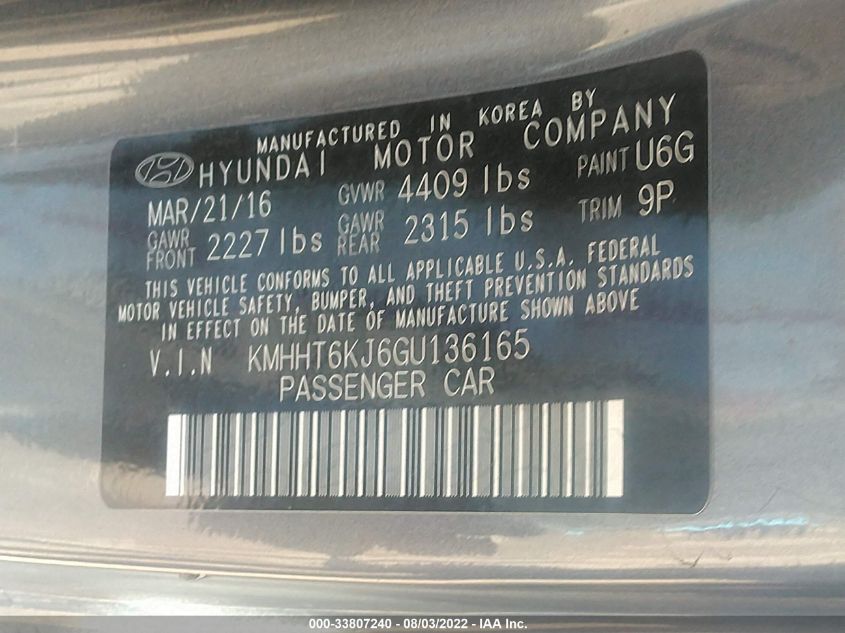 MANUFACTURED IN KOREA BY
HYUNDAI MOTOR COMPANY
MAR/21/16 GVWR 4409 lbs PAINT U6G
GAWR FRONT 2227 lbs GAWR REAR 2315 lbs TRIM 9P
THIS VEHICLE CONFORMS TO ALL APPLICABLE U.S.A. FEDERAL
MOTOR VEHICLE SAFETY, BUMPER, AND THEFT PREVENTION STANDARDS
IN EFFECT ON THE DATE OF MANUFACTURE SHOWN ABOVE
V.I.N KMHHT6KJ6GU136165
PASSENGER CAR
000-33807240 - 08/03/2022 - IAA Inc.